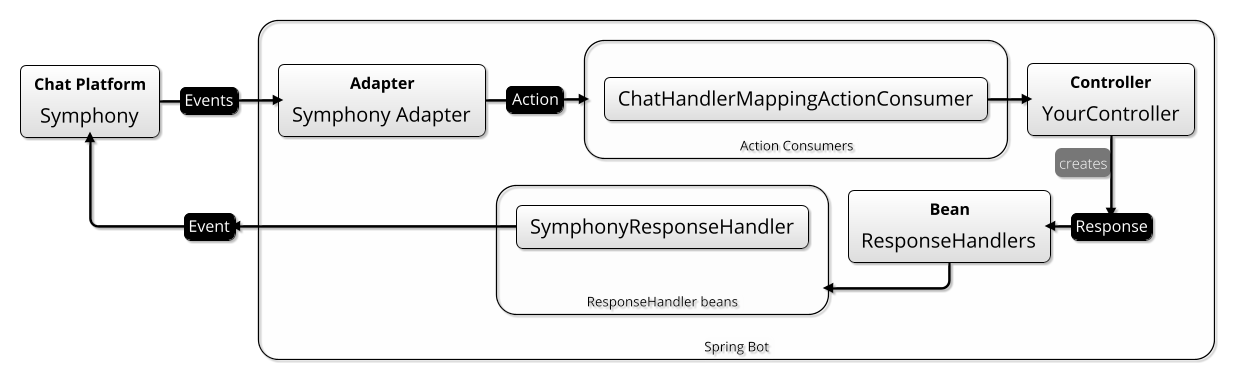 Chat Platform
Symphony
Events
Adapter
Symphony Adapter
Action
ChatHandlerMappingActionConsumer
Action Consumers
Controller
YourController
creates
Response
Bean
ResponseHandlers
SymphonyResponseHandler
ResponseHandler beans
Event
Spring Bot